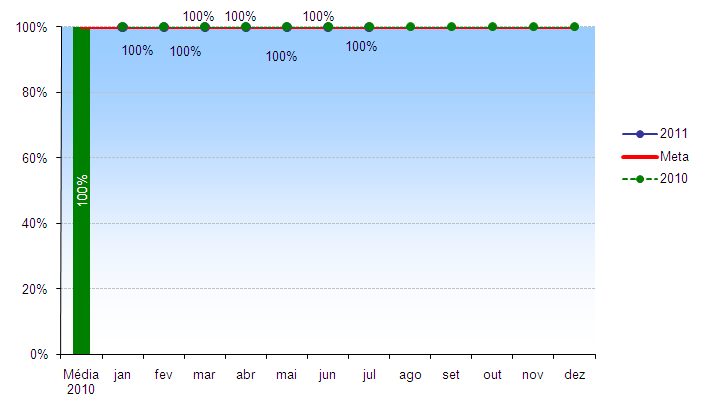 100% 100% 100%
100%
100% 100% 100% 100%
80%
60%
40%
20%
0%
100%
Média 2010
jan fev mar abr mai jun jul ago set out nov dez
2011
Meta
2010